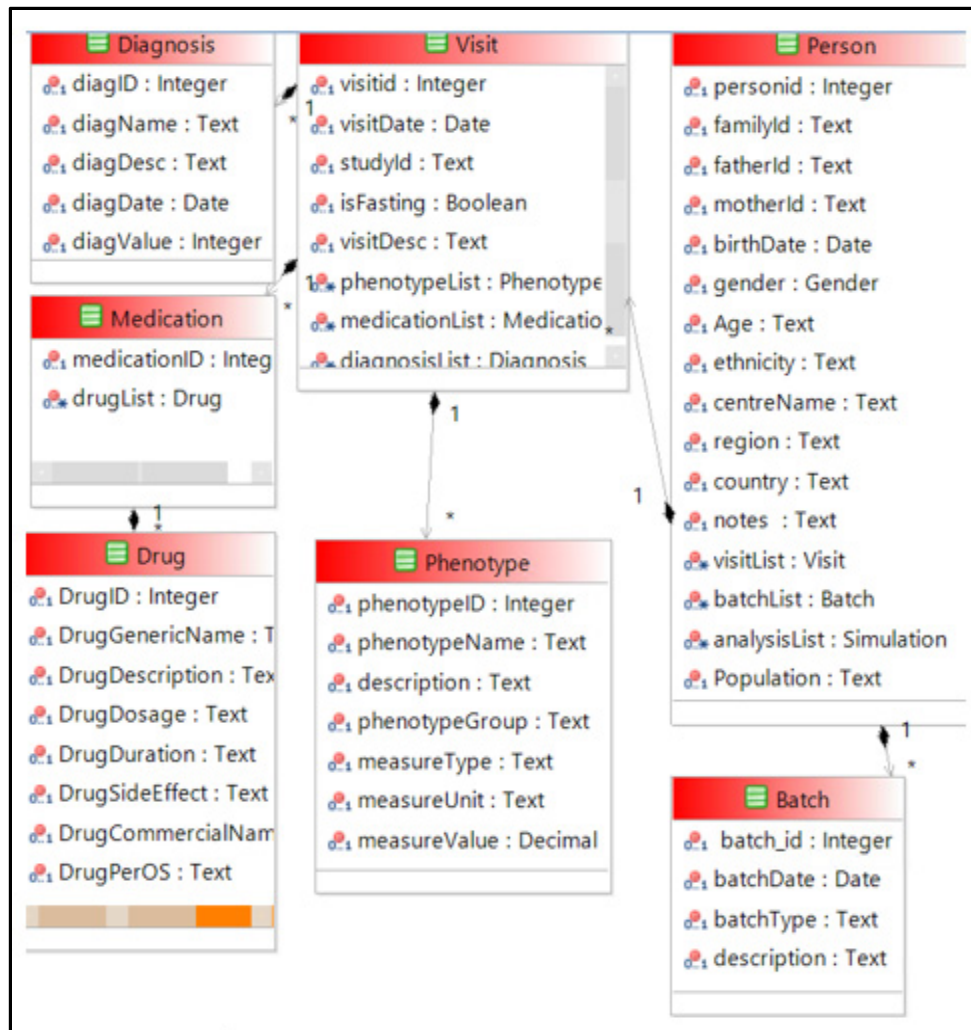 Diagnosis
diagID : Integer
diagName : Text
diagDesc : Text
diagDate : Date
diagValue : Integer
Visit
visitid : Integer
visitDate : Date
studyId : Text
isFasting : Boolean
visitDesc : Text
phenotypeList : Phenotype
medicationList : Medicatio
diagnosisList : Diagnosis
Person
personid : Integer
familyId : Text
fatherId : Text
motherId : Text
birthDate : Date
gender : Gender
Age : Text
ethnicity : Text
centreName : Text
region : Text
country : Text
notes : Text
visitList : Visit
batchList : Batch
analysisList : Simulation
Population : Text
1
*
1
*
*
1
1
*
Medication
medicationID : Integ
drugList : Drug
1
*
Drug
DrugID : Integer
DrugGenericName : T
DrugDescription : Tex
DrugDosage : Text
DrugDuration : Text
DrugSideEffect : Text
DrugCommercialNam
DrugPerOS : Text
Phenotype
phenotypeID : Integer
phenotypeName : Text
description : Text
phenotypeGroup : Text
measureType : Text
measureUnit : Text
measureValue : Decimal
1
*
Batch
batch_id : Integer
batchDate : Date
batchType : Text
description : Text